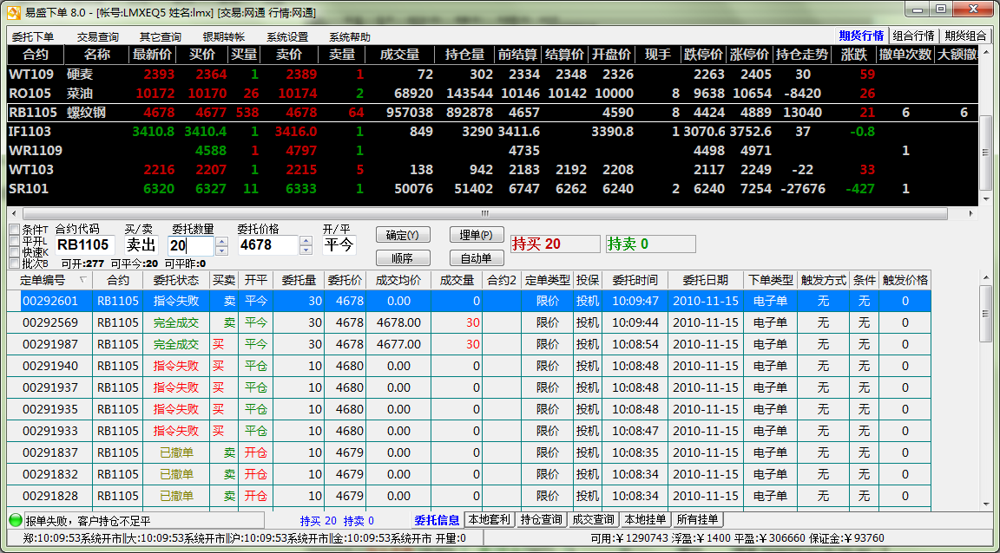 易盛下单 8.0 - [帐号:LMXEQ5 姓名:lmx] [交易:网通 行情:网通]
委托下单 交易查询 其它查询 银期转帐 系统设置 系统帮助 期货行情 组合行情 期货组合
合约 名称 最新价 买价 买量 卖价 卖量 成交量 持仓量 前结算 结算价 开盘价 现手 跌停价 涨停价 持仓走势 涨跌 撤单次数 大额撤
WT109 硬麦 2393 2364 1 2389 1 72 302 2334 2348 2326 2263 2405 30 59
RO105 菜油 10172 10170 26 10174 2 68920 143544 10146 10142 10000 8 9638 10654 -8420 26
RB1105 螺纹钢 4678 4677 538 4678 64 957038 892878 4657 4590 8 4424 4889 13040 21 6 6
IF1103 3410.8 3410.4 1 3416.0 1 849 3290 3411.6 3390.8 1 3070.6 3752.6 37 -0.8
WR1109 4588 1 4797 1 4735 4498 4971 1
WT103 2216 2207 1 2215 5 138 942 2183 2192 2208 2117 2249 -22 33
SR101 6320 6327 11 6333 1 50076 51402 6747 6262 6240 2 6240 7254 -27676 -427 1
条件T 合约代码 买/卖 委托数量 委托价格 开/平
平开L
快速K RB1105 卖出 20 4678 平今 确定(Y) 埋单(P) 持买 20 持卖 0
批次B 可开:277 可平今:20 可平昨:0 顺序 自动单
定单编号 合约 委托状态 买卖 开平 委托量 委托价 成交均价 成交量 合约2 定单类型 投保 委托时间 委托日期 下单类型 触发方式 条件 触发价格
00292601 RB1105 指令失败 卖 平今 30 4678 0.00 0 限价 投机 10:09:47 2010-11-15 电子单 无 无 0
00292569 RB1105 完全成交 卖 平今 30 4678 4678.00 30 限价 投机 10:09:44 2010-11-15 电子单 无 无 0
00291987 RB1105 完全成交 买 平今 30 4678 4677.00 30 限价 投机 10:08:54 2010-11-15 电子单 无 无 0
00291940 RB1105 指令失败 买 平仓 10 4680 0.00 0 限价 投机 10:08:48 2010-11-15 电子单 无 无 0
00291937 RB1105 指令失败 买 平仓 10 4680 0.00 0 限价 投机 10:08:48 2010-11-15 电子单 无 无 0
00291935 RB1105 指令失败 买 平仓 10 4680 0.00 0 限价 投机 10:08:48 2010-11-15 电子单 无 无 0
00291933 RB1105 指令失败 买 平仓 10 4680 0.00 0 限价 投机 10:08:47 2010-11-15 电子单 无 无 0
00291837 RB1105 已撤单 卖 开仓 10 4679 0.00 0 限价 投机 10:08:35 2010-11-15 电子单 无 无 0
00291832 RB1105 已撤单 卖 开仓 10 4679 0.00 0 限价 投机 10:08:34 2010-11-15 电子单 无 无 0
00291828 RB1105 已撤单 卖 开仓 10 4679 0.00 0 限价 投机 10:08:34 2010-11-15 电子单 无 无 0
报单失败，客户持仓不足平 持买 20 持卖 0 委托信息 本地套利 持仓查询 成交查询 本地挂单 所有挂单
郑:10:09:53系统开市||大:10:09:53系统开市||沪:10:09:53系统开市||金:10:09:53系统开市 开量:0 可用:￥1290743 浮盈:￥1400 平盈:￥306660 保证金:￥93760